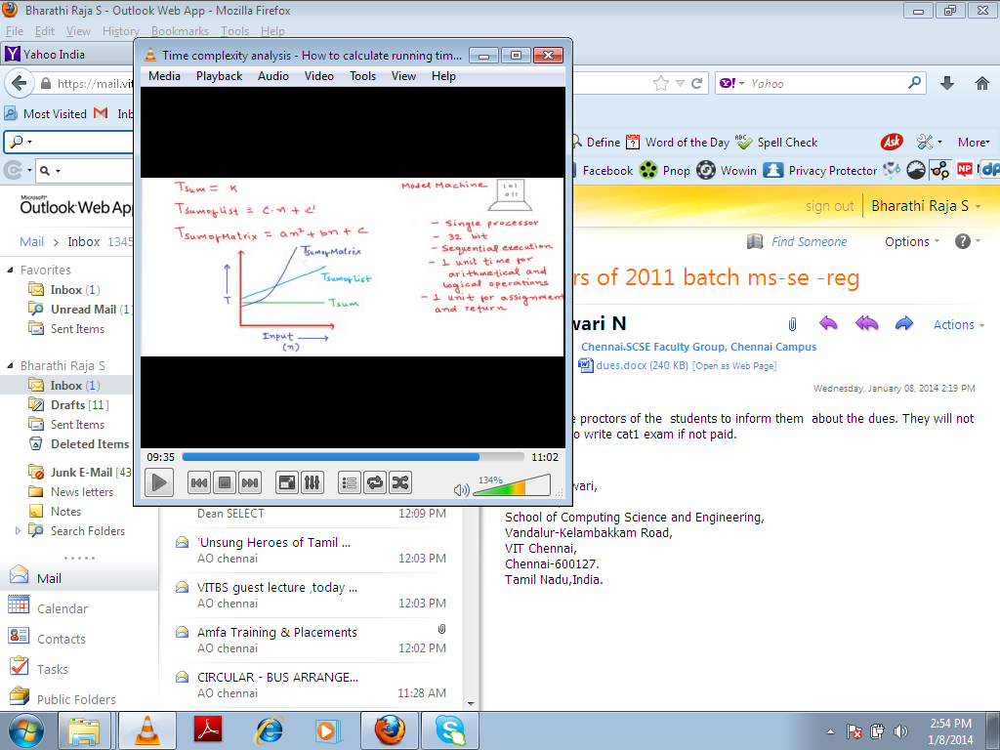 Bharathi Raja S - Outlook Web App - Mozilla Firefox
File Edit View History Bookmarks Tools Help
Yahoo India
https://mail.vit
Yahoo
Most Visited
Define Word of the Day Spell Check Ask More
Facebook Pnop Wowin Privacy Protector NP
Time complexity analysis - How to calculate running tim...
Media Playback Audio Video Tools View Help
Tsum = K
TsumofList = c.n + c'
TsumofMatrix = an² + bn + c
TsumofMatrix
TsumofList
Tsum
T
Input
(n)
Model Machine
- Single processor
- 32 bit
- Sequential execution
- 1 unit time for
arithmetical and
logical operations
- 1 unit for assignment
and return
09:35 11:02
134%
Microsoft
Outlook Web App
sign out Bharathi Raja S
Mail > Inbox 1345
Find Someone Options
Favorites
Inbox (1)
Unread Mail (1)
Sent Items
Bharathi Raja S
Inbox (1)
Drafts [11]
Sent Items
Deleted Items
Junk E-Mail [43
News letters
Notes
Search Folders
Mail
Calendar
Contacts
Tasks
Public Folders
Dean SELECT 12:09 PM
'Unsung Heroes of Tamil ...
AO chennai 12:03 PM
VITBS guest lecture ,today ...
AO chennai 12:03 PM
Amfa Training & Placements
AO chennai 12:02 PM
CIRCULAR - BUS ARRANGE...
AO chennai 11:28 AM
rs of 2011 batch ms-se -reg
wari N
Actions
Chennai.SCSE Faculty Group, Chennai Campus
dues.docx (240 KB) [Open as Web Page]
Wednesday, January 08, 2014 2:19 PM
e proctors of the students to inform them about the dues. They will not
o write cat1 exam if not paid.
wari,
School of Computing Science and Engineering,
Vandalur-Kelambakkam Road,
VIT Chennai,
Chennai-600127.
Tamil Nadu,India.
2:54 PM
1/8/2014